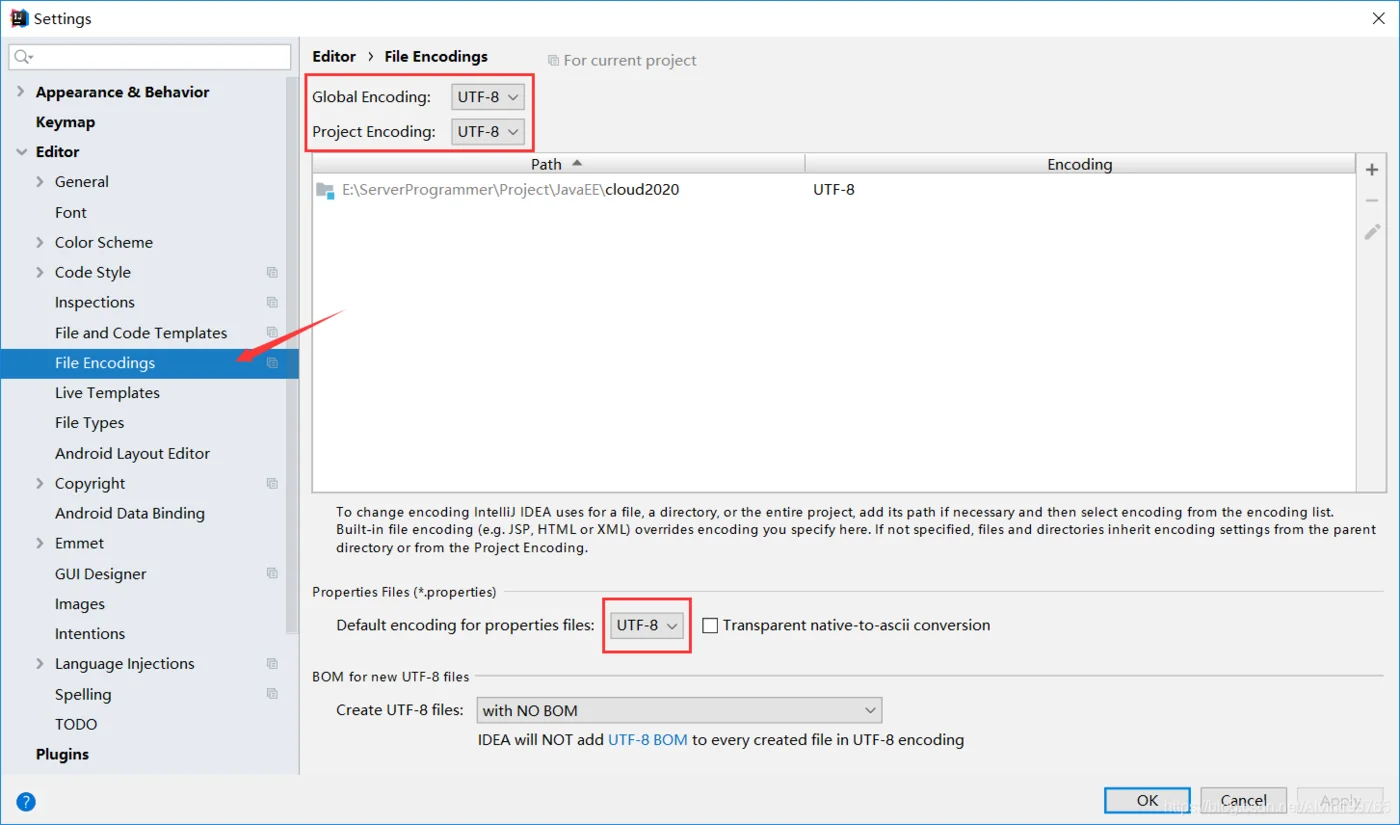 Settings
Editor › File Encodings
For current project
Appearance & Behavior
Keymap
Editor
General
Font
Color Scheme
Code Style
Inspections
File and Code Templates
File Encodings
Live Templates
File Types
Android Layout Editor
Copyright
Android Data Binding
Emmet
GUI Designer
Images
Intentions
Language Injections
Spelling
TODO
Plugins
Global Encoding: UTF-8
Project Encoding: UTF-8
Path Encoding
E:\ServerProgrammer\Project\JavaEE\cloud2020 UTF-8
To change encoding IntelliJ IDEA uses for a file, a directory, or the entire project, add its path if necessary and then select encoding from the encoding list.
Built-in file encoding (e.g. JSP, HTML or XML) overrides encoding you specify here. If not specified, files and directories inherit encoding settings from the parent
directory or from the Project Encoding.
Properties Files (*.properties)
Default encoding for properties files: UTF-8 Transparent native-to-ascii conversion
BOM for new UTF-8 files
Create UTF-8 files: with NO BOM
IDEA will NOT add UTF-8 BOM to every created file in UTF-8 encoding
?
OK Cancel Apply